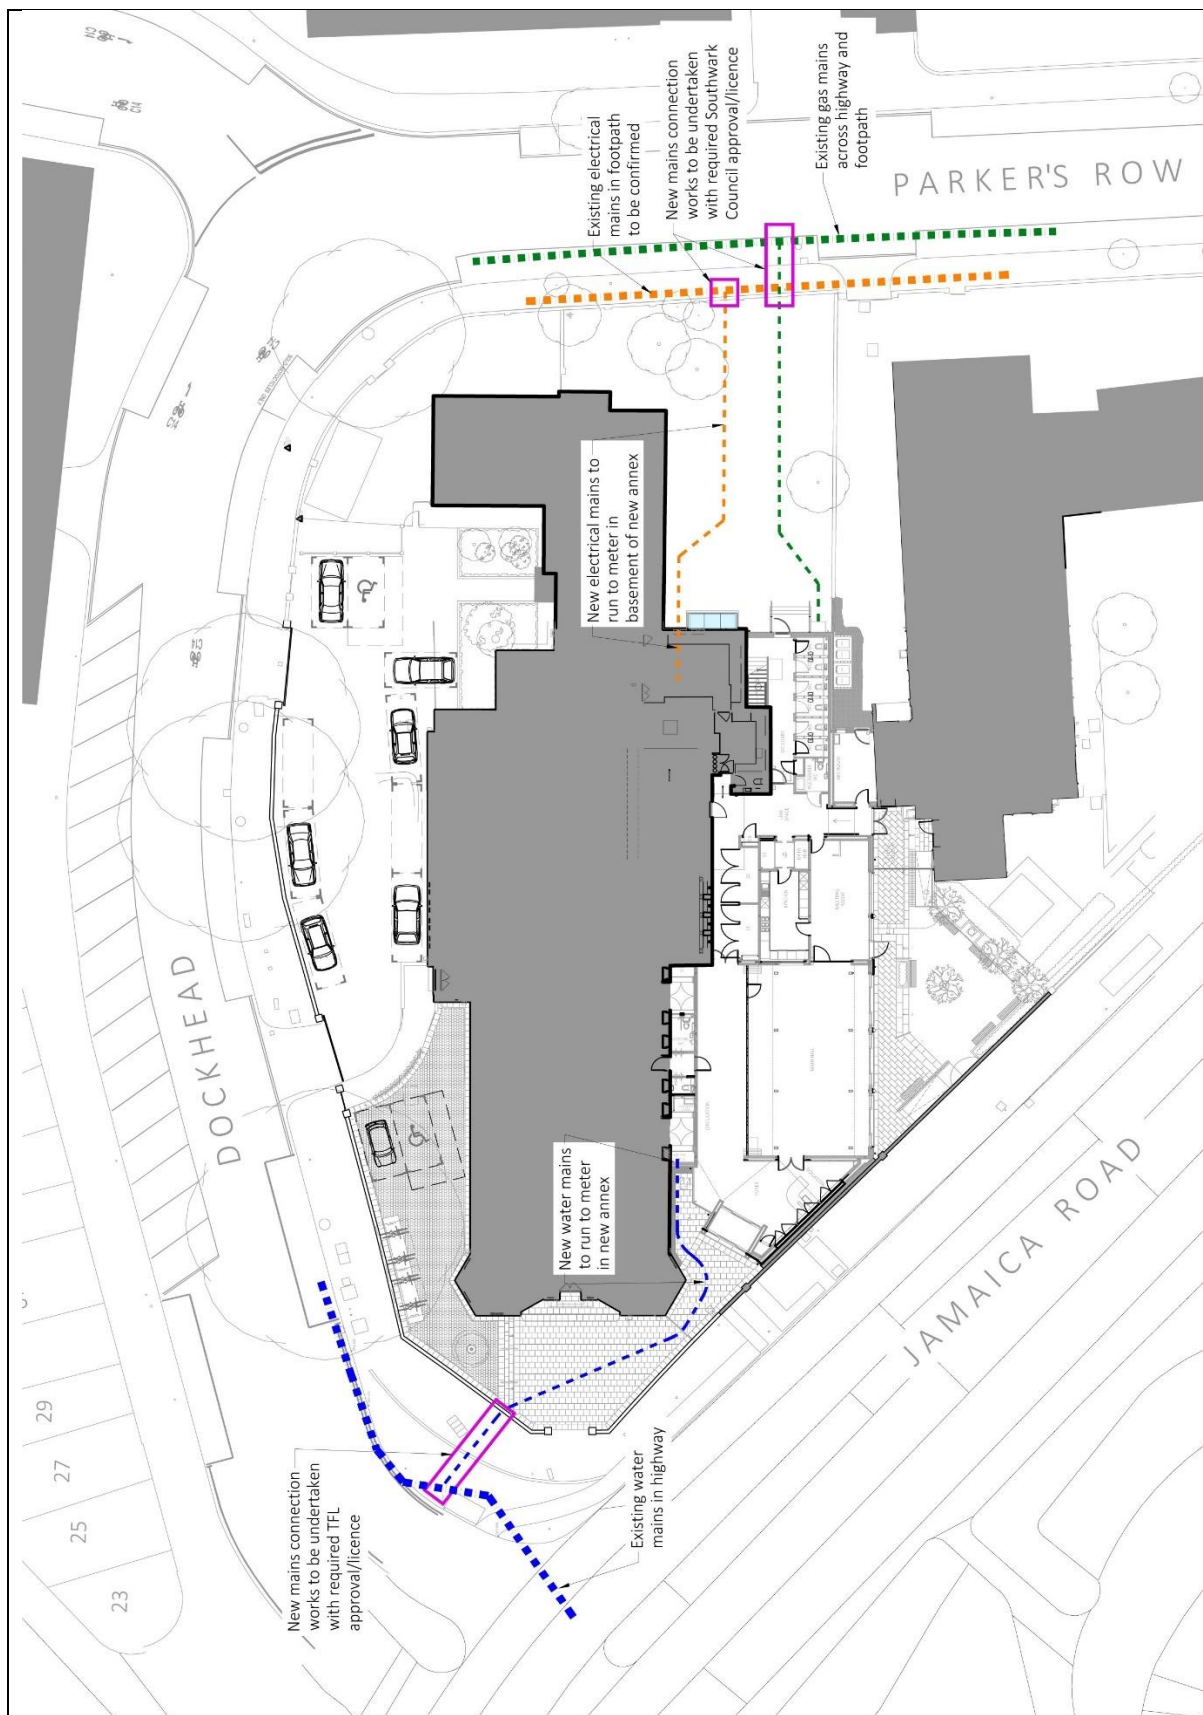 Existing electrical
mains in footpath
to be confirmed
New mains connection
works to be undertaken
with required Southwark
Council approval/licence
Existing gas mains
across highway and
footpath
PARKER'S ROW
New electrical mains to
run to meter in
basement of new annex
DOCKHEAD
New water mains
to run to meter
in new annex
JAMAICA ROAD
29
27
25
23
New mains connection
works to be undertaken
with required TFL
approval/licence
Existing water
mains in highway
KITCHEN
MEETING
ROOM